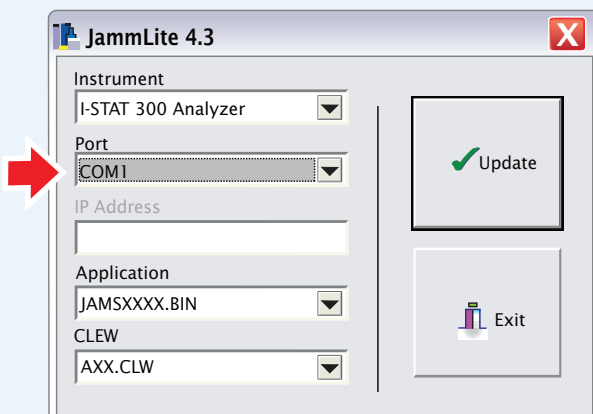 JammLite 4.3
Instrument
I-STAT 300 Analyzer
Port
COM1
IP Address
Application
JAMSXXXX.BIN
CLEW
AXX.CLW
Update
Exit